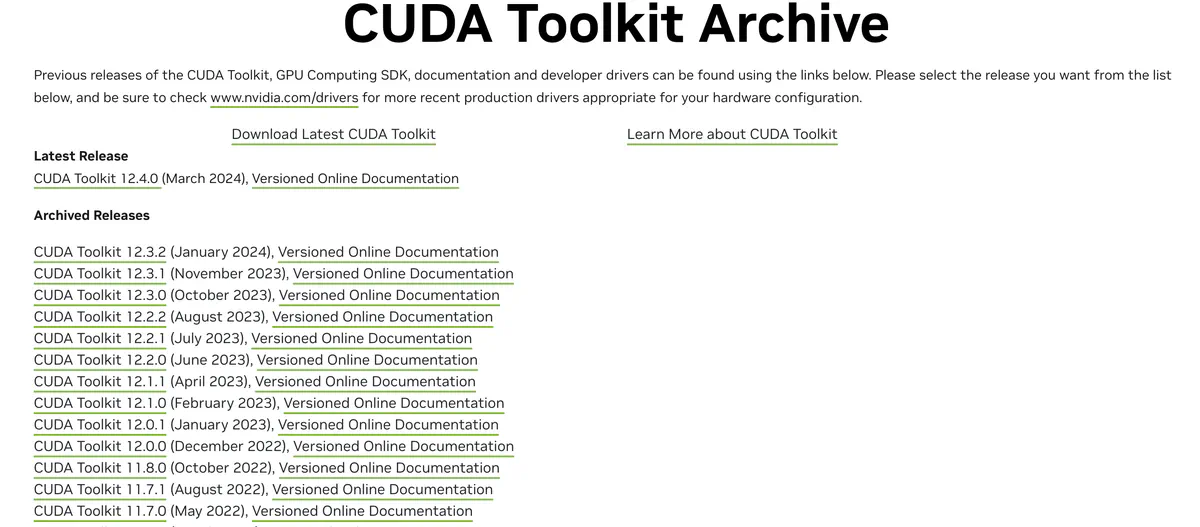 CUDA Toolkit Archive
Previous releases of the CUDA Toolkit, GPU Computing SDK, documentation and developer drivers can be found using the links below. Please select the release you want from the list
below, and be sure to check www.nvidia.com/drivers for more recent production drivers appropriate for your hardware configuration.
Download Latest CUDA Toolkit Learn More about CUDA Toolkit
Latest Release
CUDA Toolkit 12.4.0 (March 2024), Versioned Online Documentation
Archived Releases
CUDA Toolkit 12.3.2 (January 2024), Versioned Online Documentation
CUDA Toolkit 12.3.1 (November 2023), Versioned Online Documentation
CUDA Toolkit 12.3.0 (October 2023), Versioned Online Documentation
CUDA Toolkit 12.2.2 (August 2023), Versioned Online Documentation
CUDA Toolkit 12.2.1 (July 2023), Versioned Online Documentation
CUDA Toolkit 12.2.0 (June 2023), Versioned Online Documentation
CUDA Toolkit 12.1.1 (April 2023), Versioned Online Documentation
CUDA Toolkit 12.1.0 (February 2023), Versioned Online Documentation
CUDA Toolkit 12.0.1 (January 2023), Versioned Online Documentation
CUDA Toolkit 12.0.0 (December 2022), Versioned Online Documentation
CUDA Toolkit 11.8.0 (October 2022), Versioned Online Documentation
CUDA Toolkit 11.7.1 (August 2022), Versioned Online Documentation
CUDA Toolkit 11.7.0 (May 2022), Versioned Online Documentation